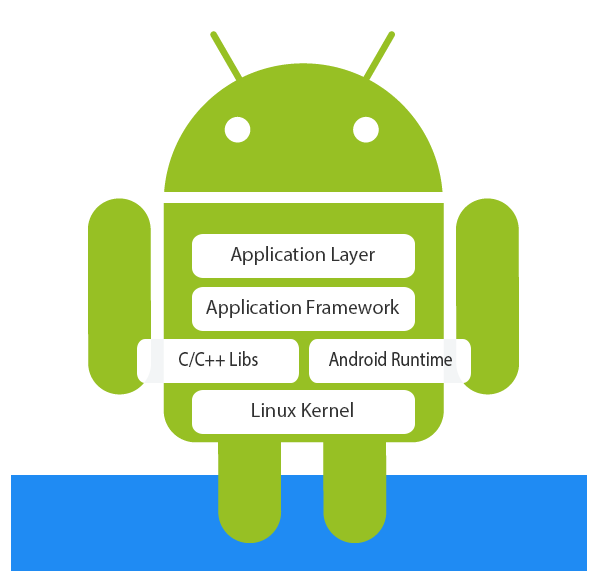 Application Layer
Application Framework
C/C++ Libs
Android Runtime
Linux Kernel